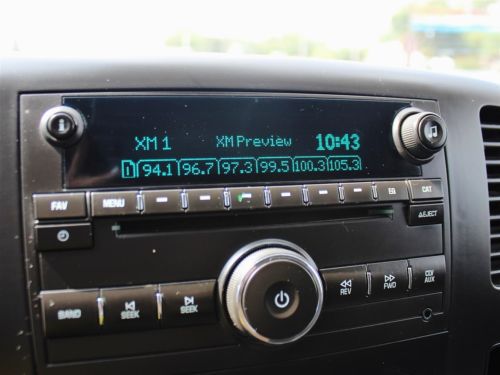 XM 1 XM Preview 10:43
1 94.1 96.7 97.3 99.5 100.3 105.3
FAV MENU CAT
EJECT
BAND SEEK SEEK REV FWD CD/AUX